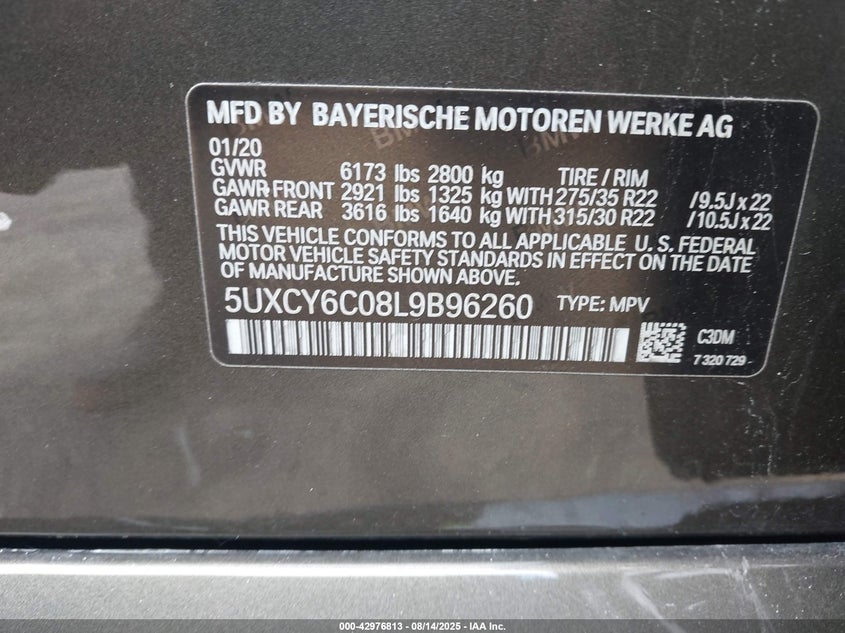 MFD BY BAYERISCHE MOTOREN WERKE AG
01/20
GVWR 6173 lbs 2800 kg TIRE / RIM
GAWR FRONT 2921 lbs 1325 kg WITH 275/35 R22 /9.5J x 22
GAWR REAR 3616 lbs 1640 kg WITH 315/30 R22 /10.5J x 22
THIS VEHICLE CONFORMS TO ALL APPLICABLE U.S. FEDERAL
MOTOR VEHICLE SAFETY STANDARDS IN EFFECT ON THE DATE
OF MANUFACTURE SHOWN ABOVE.
5UXCY6C08L9B96260 TYPE: MPV
C3DM
7 320 729
000-42976813 - 08/14/2025 - IAA Inc.